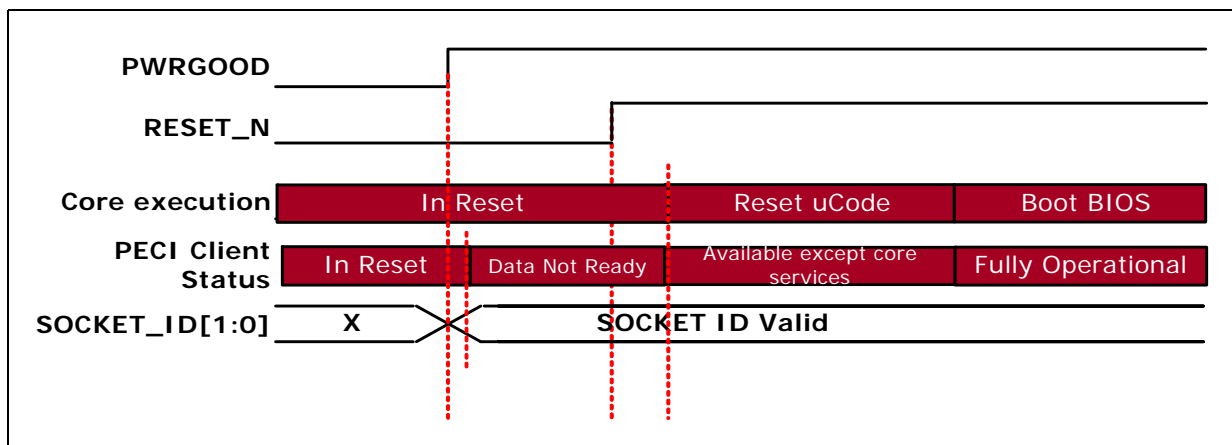 PWRGOOD
RESET_N
Core execution
In Reset
Reset uCode
Boot BIOS
PECI Client
Status
In Reset
Data Not Ready
Available except core
services
Fully Operational
SOCKET_ID[1:0]
X
SOCKET ID Valid